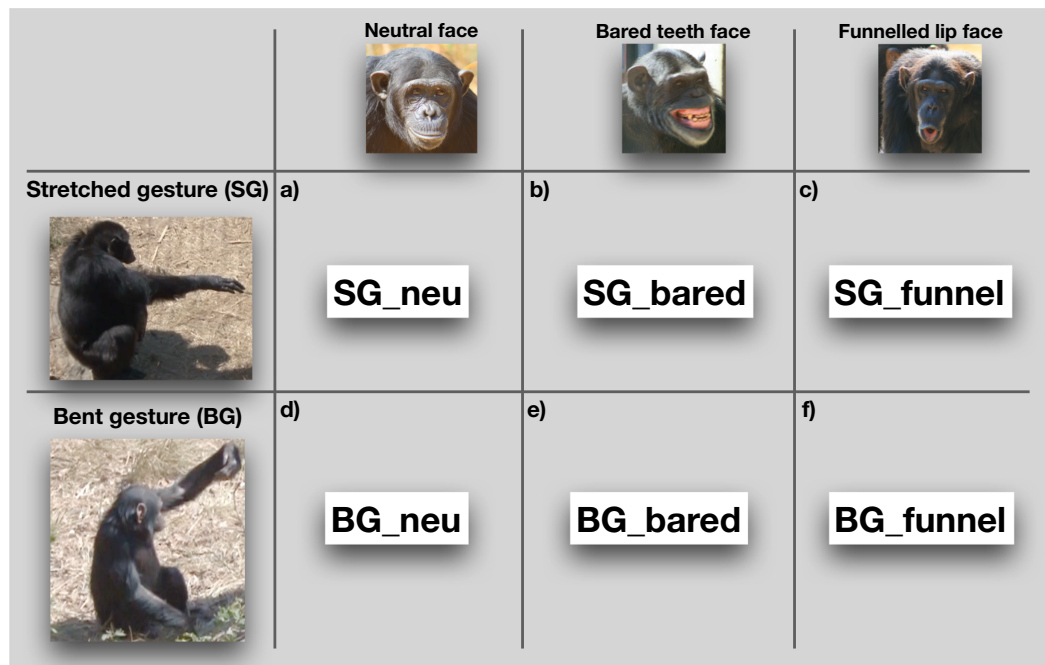 Neutral face
Bared teeth face
Funnelled lip face
Stretched gesture (SG)
a)
b)
c)
SG_neu
SG_bared
SG_funnel
Bent gesture (BG)
d)
e)
f)
BG_neu
BG_bared
BG_funnel